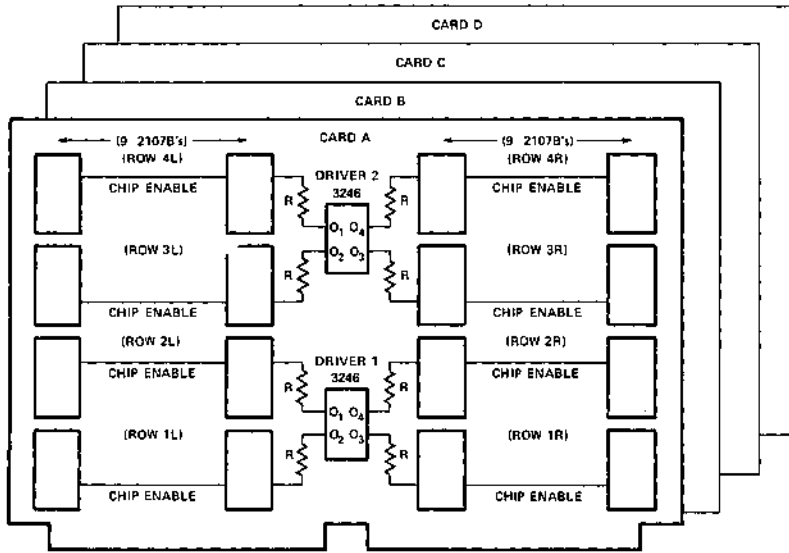 CARD D
CARD C
CARD B
CARD A
(9 2107B's)
(ROW 4L)
(9 2107B's)
(ROW 4R)
DRIVER 2
3246
CHIP ENABLE
R
R
CHIP ENABLE
O1 O4
O2 O3
(ROW 3L)
R
R
(ROW 3R)
CHIP ENABLE
CHIP ENABLE
(ROW 2L)
(ROW 2R)
DRIVER 1
3246
CHIP ENABLE
R
R
CHIP ENABLE
O1 O4
O2 O3
(ROW 1L)
R
R
(ROW 1R)
CHIP ENABLE
CHIP ENABLE